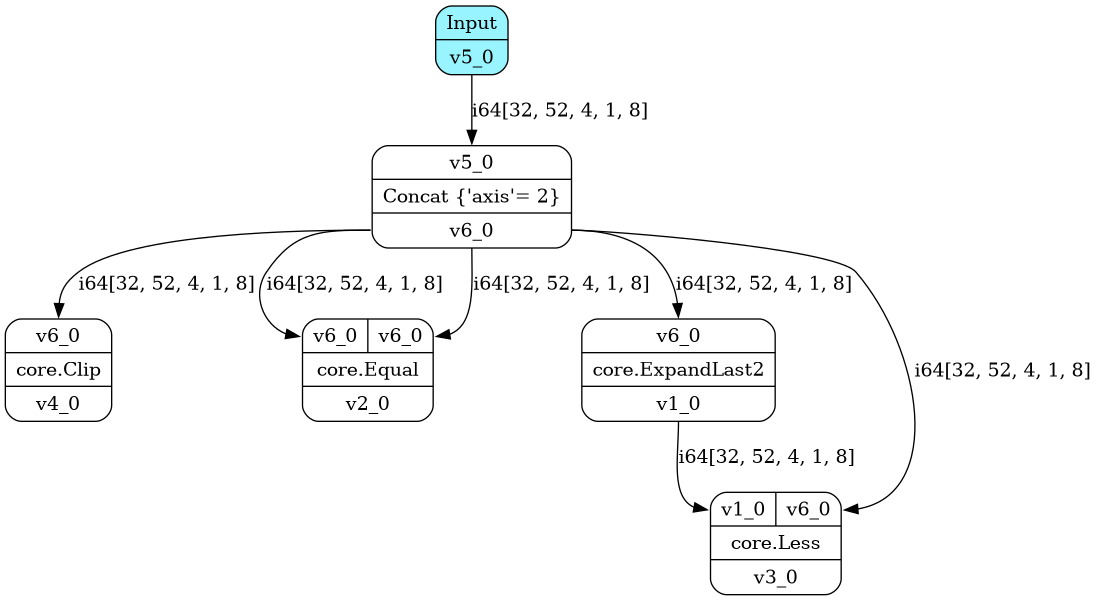 Input
v5_0
i64[32, 52, 4, 1, 8]
v5_0
Concat {'axis'= 2}
v6_0
i64[32, 52, 4, 1, 8]
i64[32, 52, 4, 1, 8]
i64[32, 52, 4, 1, 8]
i64[32, 52, 4, 1, 8]
i64[32, 52, 4, 1, 8]
v6_0
core.Clip
v4_0
v6_0 v6_0
core.Equal
v2_0
v6_0
core.ExpandLast2
v1_0
i64[32, 52, 4, 1, 8]
v1_0 v6_0
core.Less
v3_0